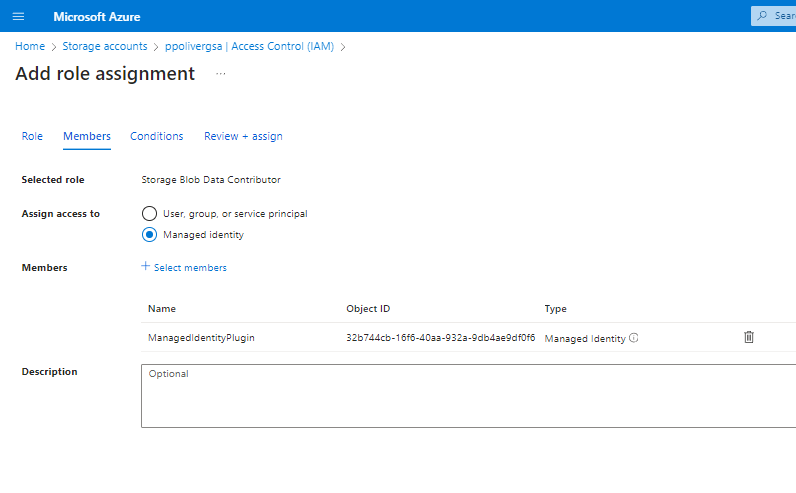 Microsoft Azure
Home > Storage accounts > ppolivergsa | Access Control (IAM) >
Add role assignment ...
Role Members Conditions Review + assign
Selected role Storage Blob Data Contributor
Assign access to User, group, or service principal
Managed identity
Members + Select members
Name Object ID Type
ManagedIdentityPlugin 32b744cb-16f6-40aa-932a-9db4ae9df0f6 Managed Identity
Description Optional